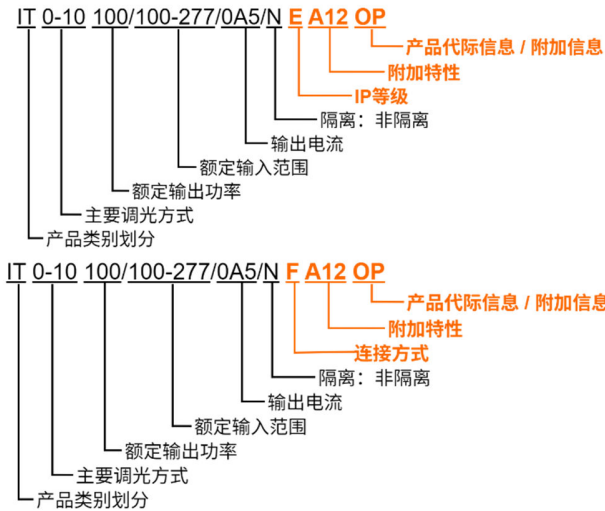 IT 0-10 100/100-277/0A5/N E A12 OP
产品代际信息 / 附加信息
附加特性
IP等级
隔离：非隔离
输出电流
额定输入范围
额定输出功率
主要调光方式
产品类别划分
IT 0-10 100/100-277/0A5/N F A12 OP
产品代际信息 / 附加信息
附加特性
连接方式
隔离：非隔离
输出电流
额定输入范围
额定输出功率
主要调光方式
产品类别划分